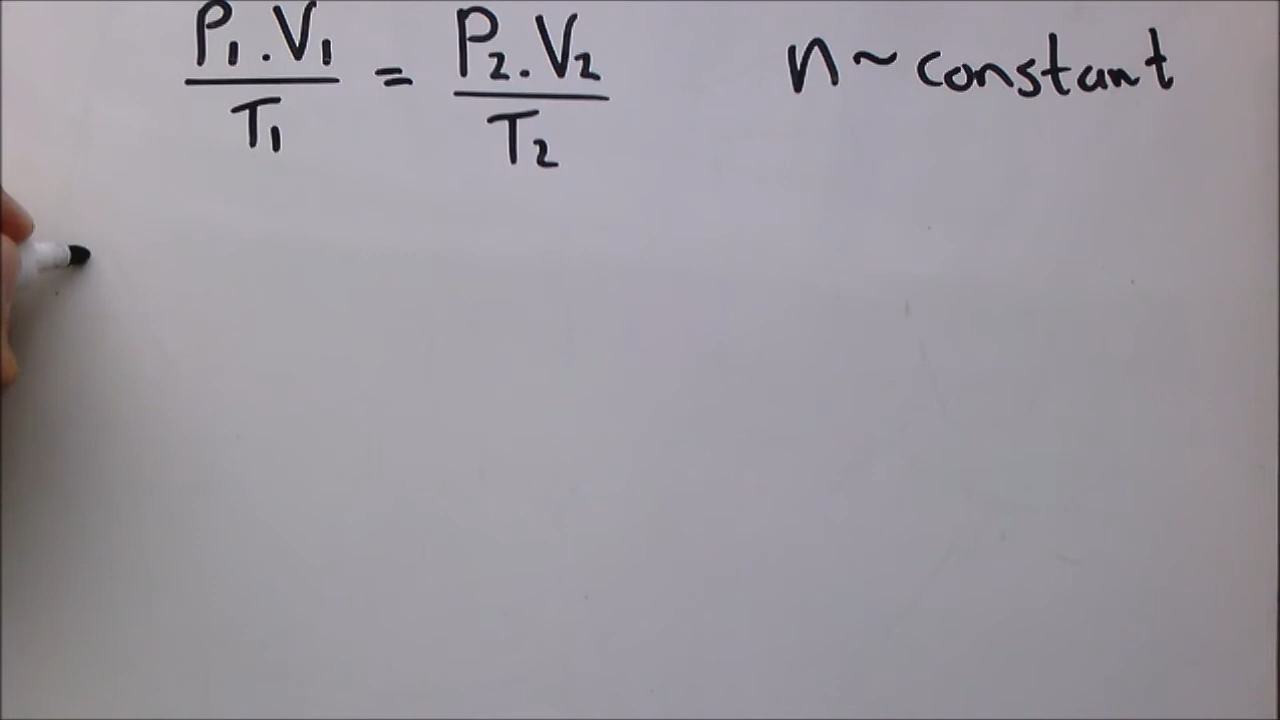 P₁.V₁/T₁ = P₂.V₂/T₂ n ~ constant